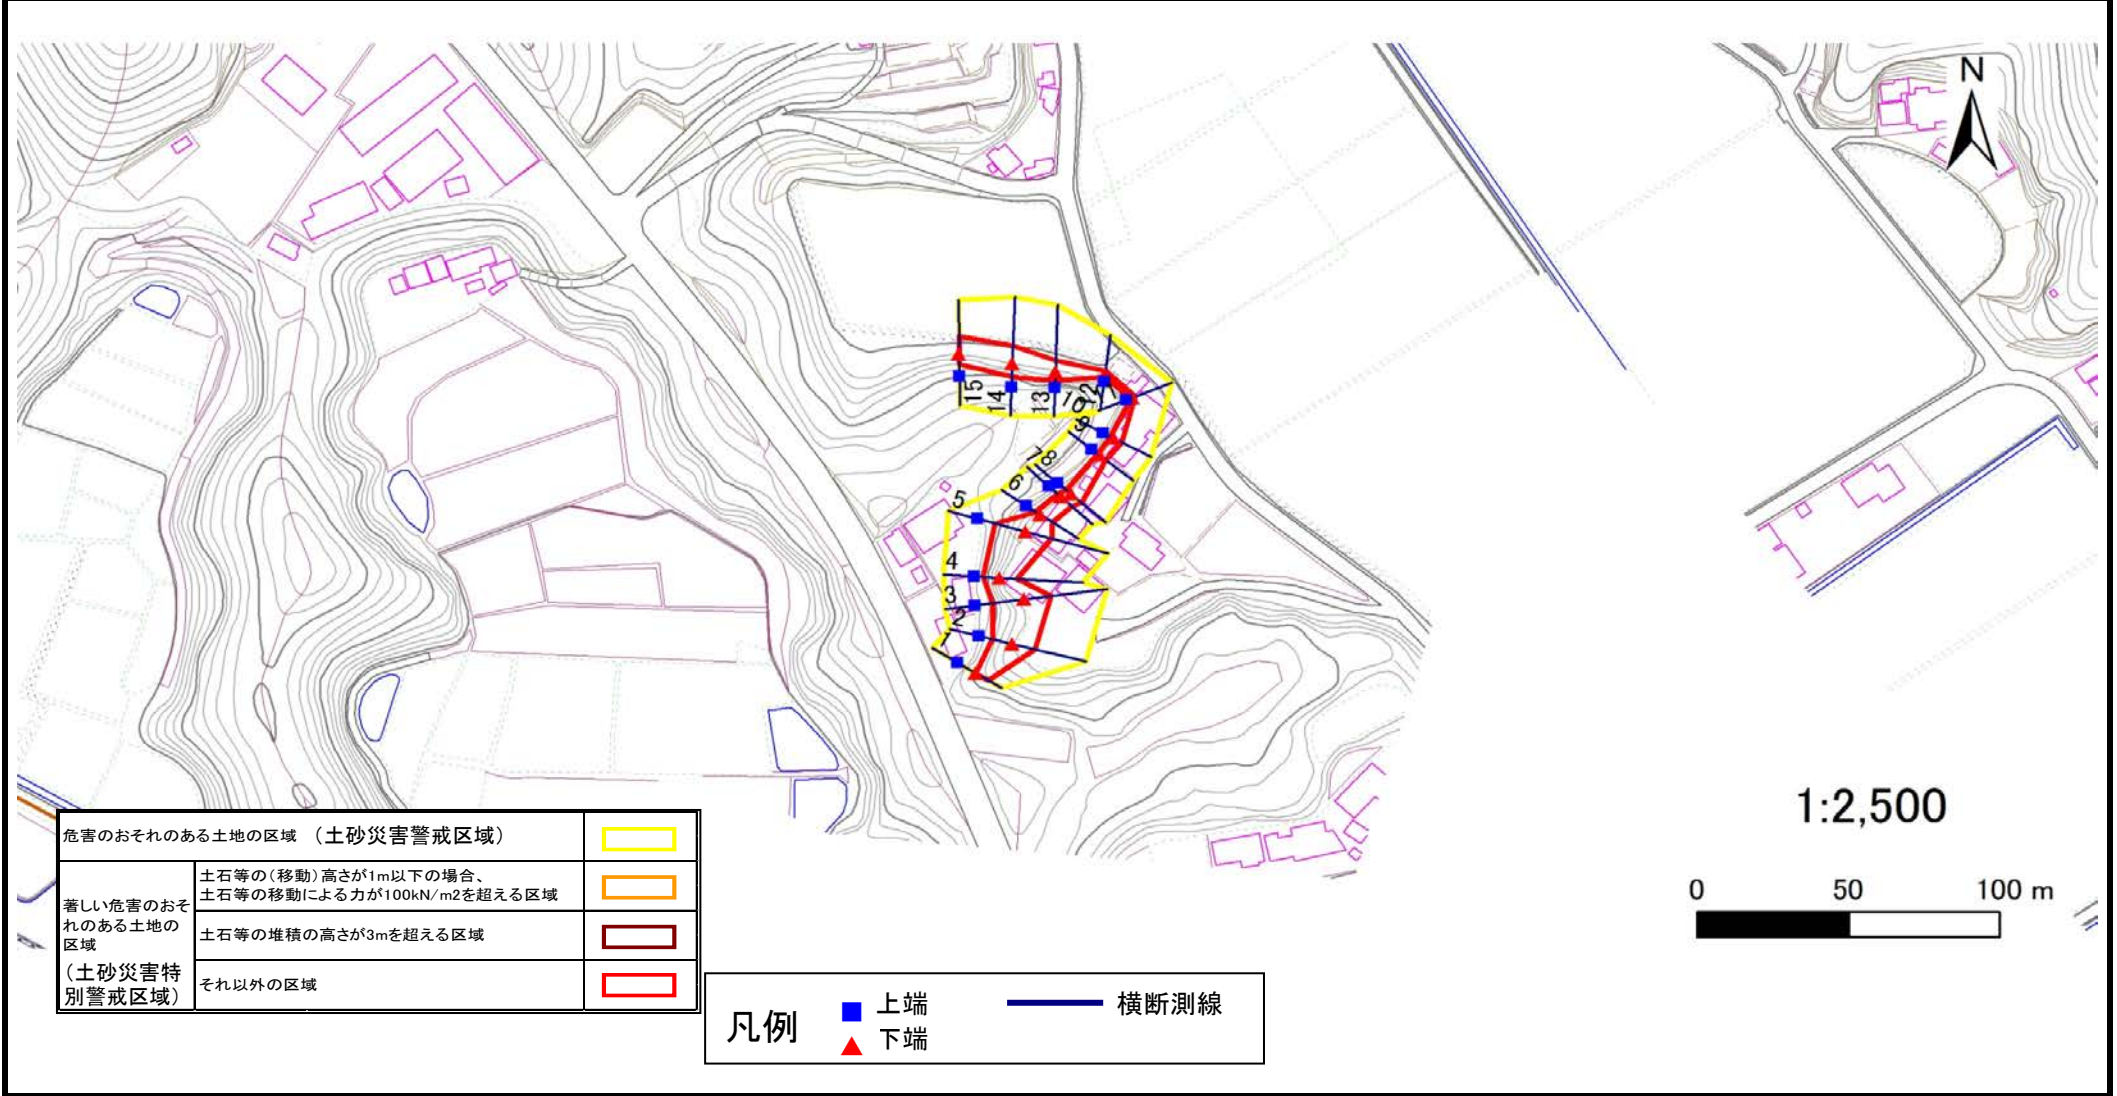 N
15
14
13
12
11
10
9
8
7
6
5
4
3
2
1
1:2,500
0 50 100 m
危害のおそれのある土地の区域 （土砂災害警戒区域）
著しい危害のおそ
れのある土地の
区域
（土砂災害特
別警戒区域）
土石等の（移動）高さが1m以下の場合、
土石等の移動による力が100kN/m2を超える区域
土石等の堆積の高さが3mを超える区域
それ以外の区域
凡例
上端
下端
横断測線